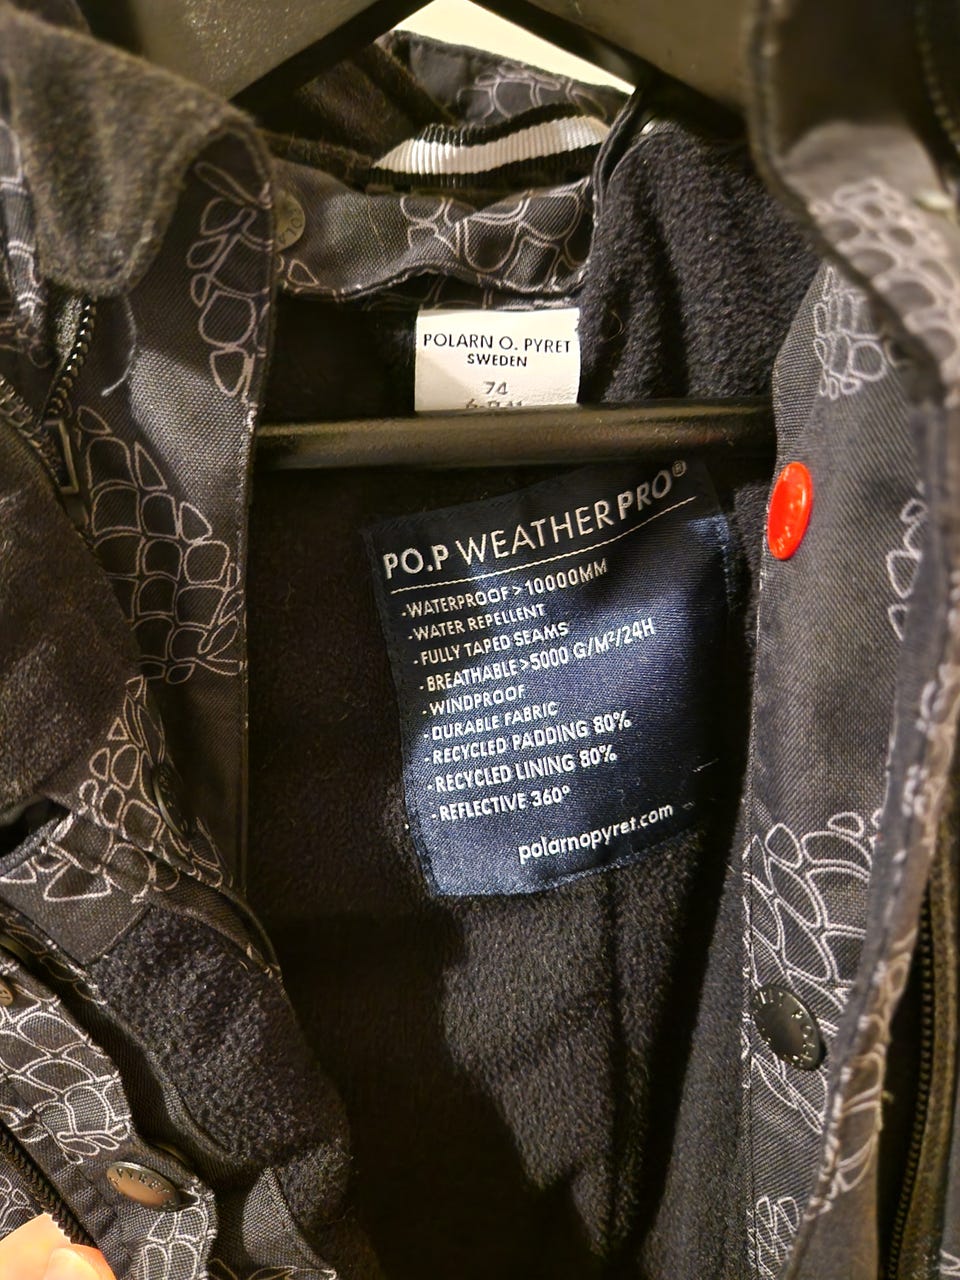 POLARN O. PYRET
SWEDEN
74
PO.P WEATHER PRO®
-WATERPROOF > 10000MM
-WATER REPELLENT
-FULLY TAPED SEAMS
-BREATHABLE >5000 G/M²/24H
-WINDPROOF
-DURABLE FABRIC
-RECYCLED PADDING 80%
-RECYCLED LINING 80%
-REFLECTIVE 360°
polarnopyret.com